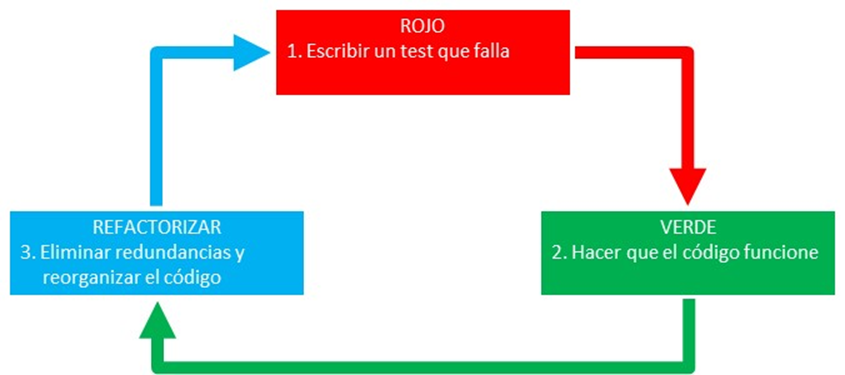 ROJO
1. Escribir un test que falla
REFACTORIZAR
3. Eliminar redundancias y
reorganizar el código
VERDE
2. Hacer que el código funcione